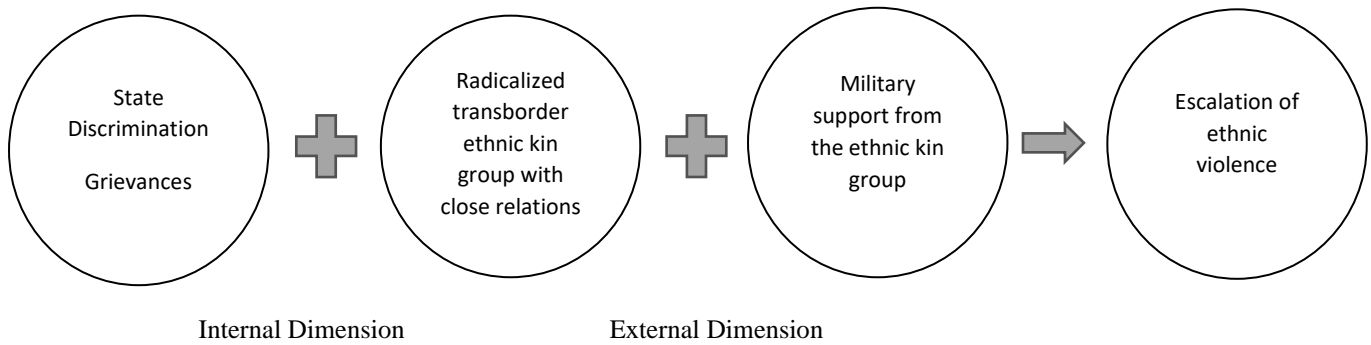 State
Discrimination
Grievances
Radicalized
transborder
ethnic kin
group with
close relations
Military
support from
the ethnic kin
group
Escalation of
ethnic
violence
Internal Dimension
External Dimension